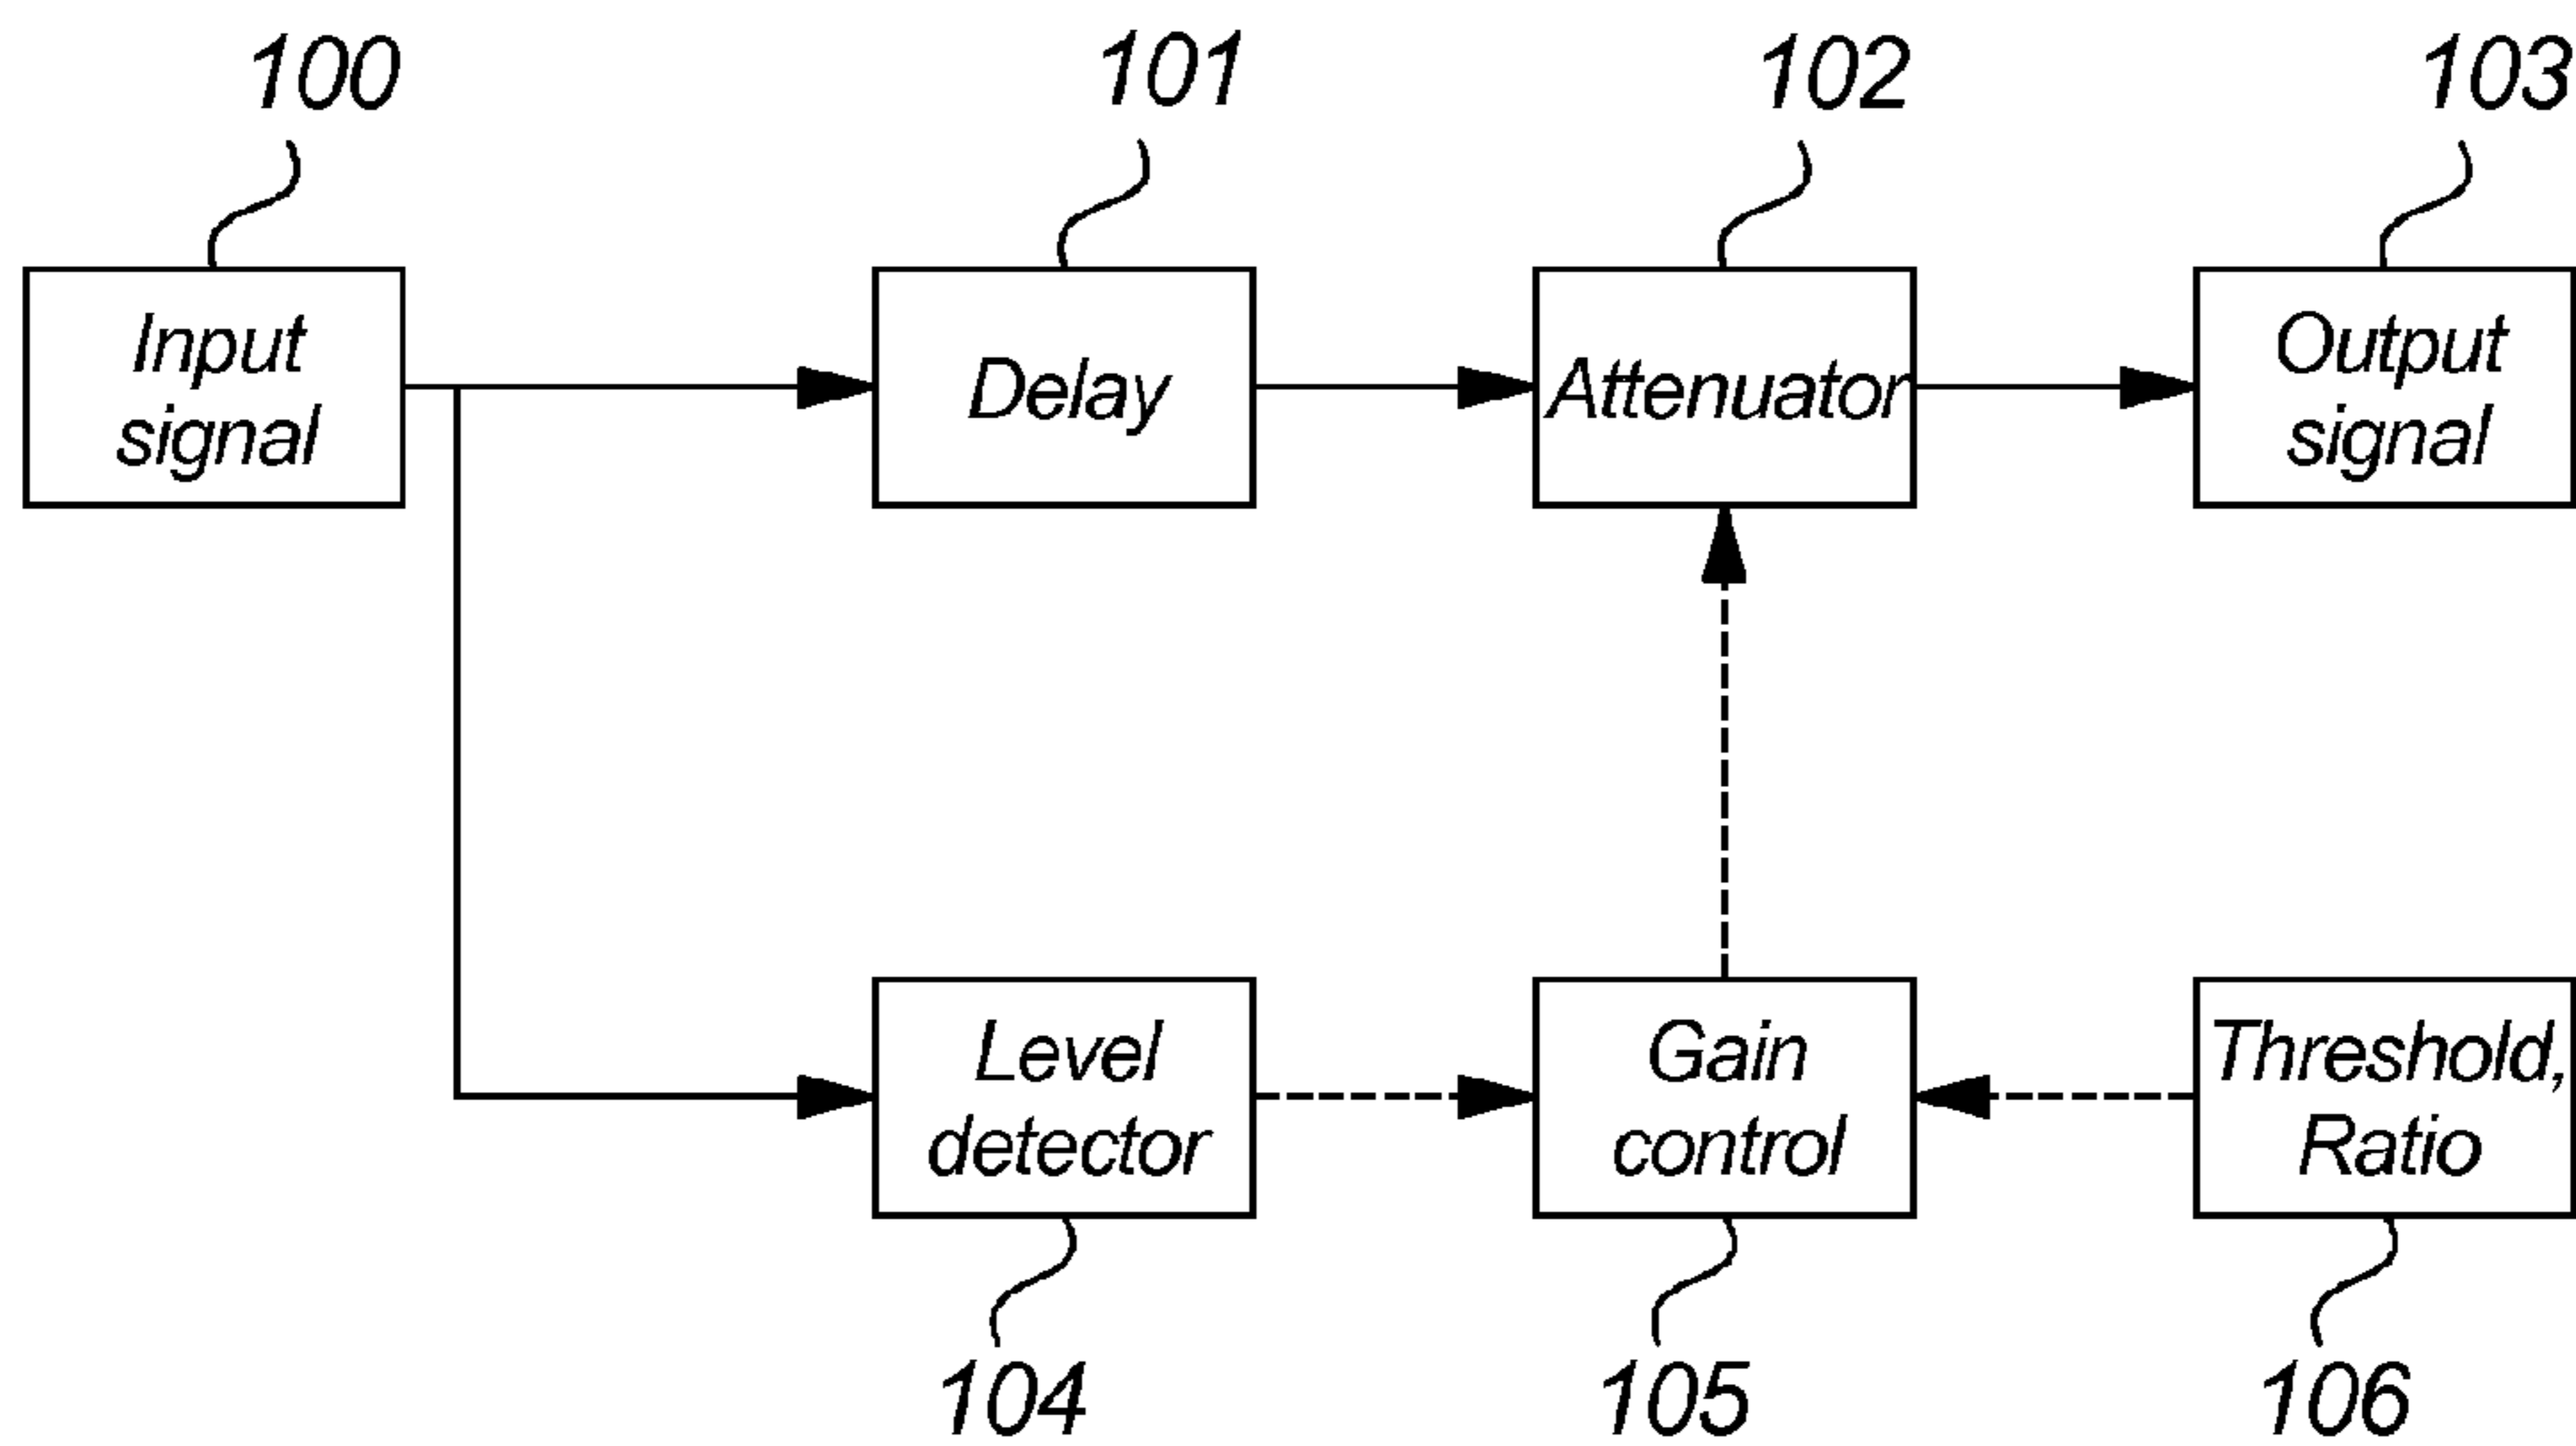 100
101
102
103
Input
signal
Delay
Attenuator
Output
signal
Level
detector
Gain
control
Threshold,
Ratio
104
105
106